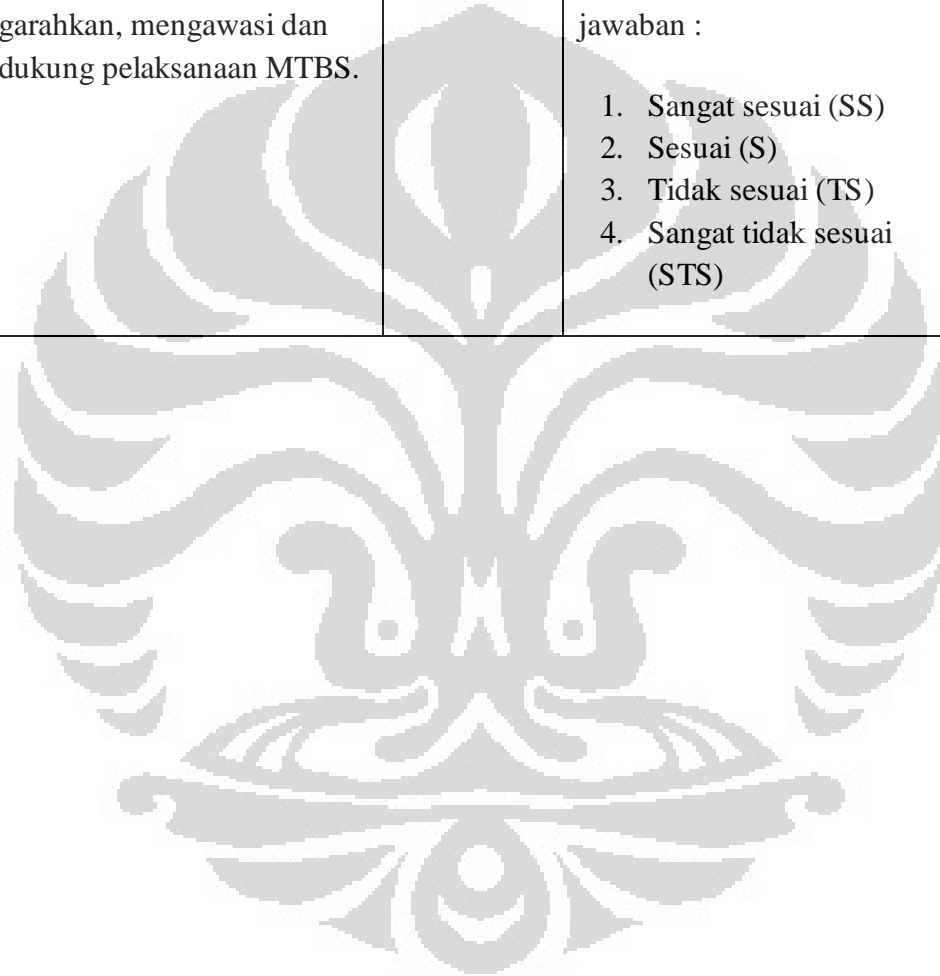 garahkan, mengawasi dan
dukung pelaksanaan MTBS.
jawaban :
1. Sangat sesuai (SS)
2. Sesuai (S)
3. Tidak sesuai (TS)
4. Sangat tidak sesuai
(STS)